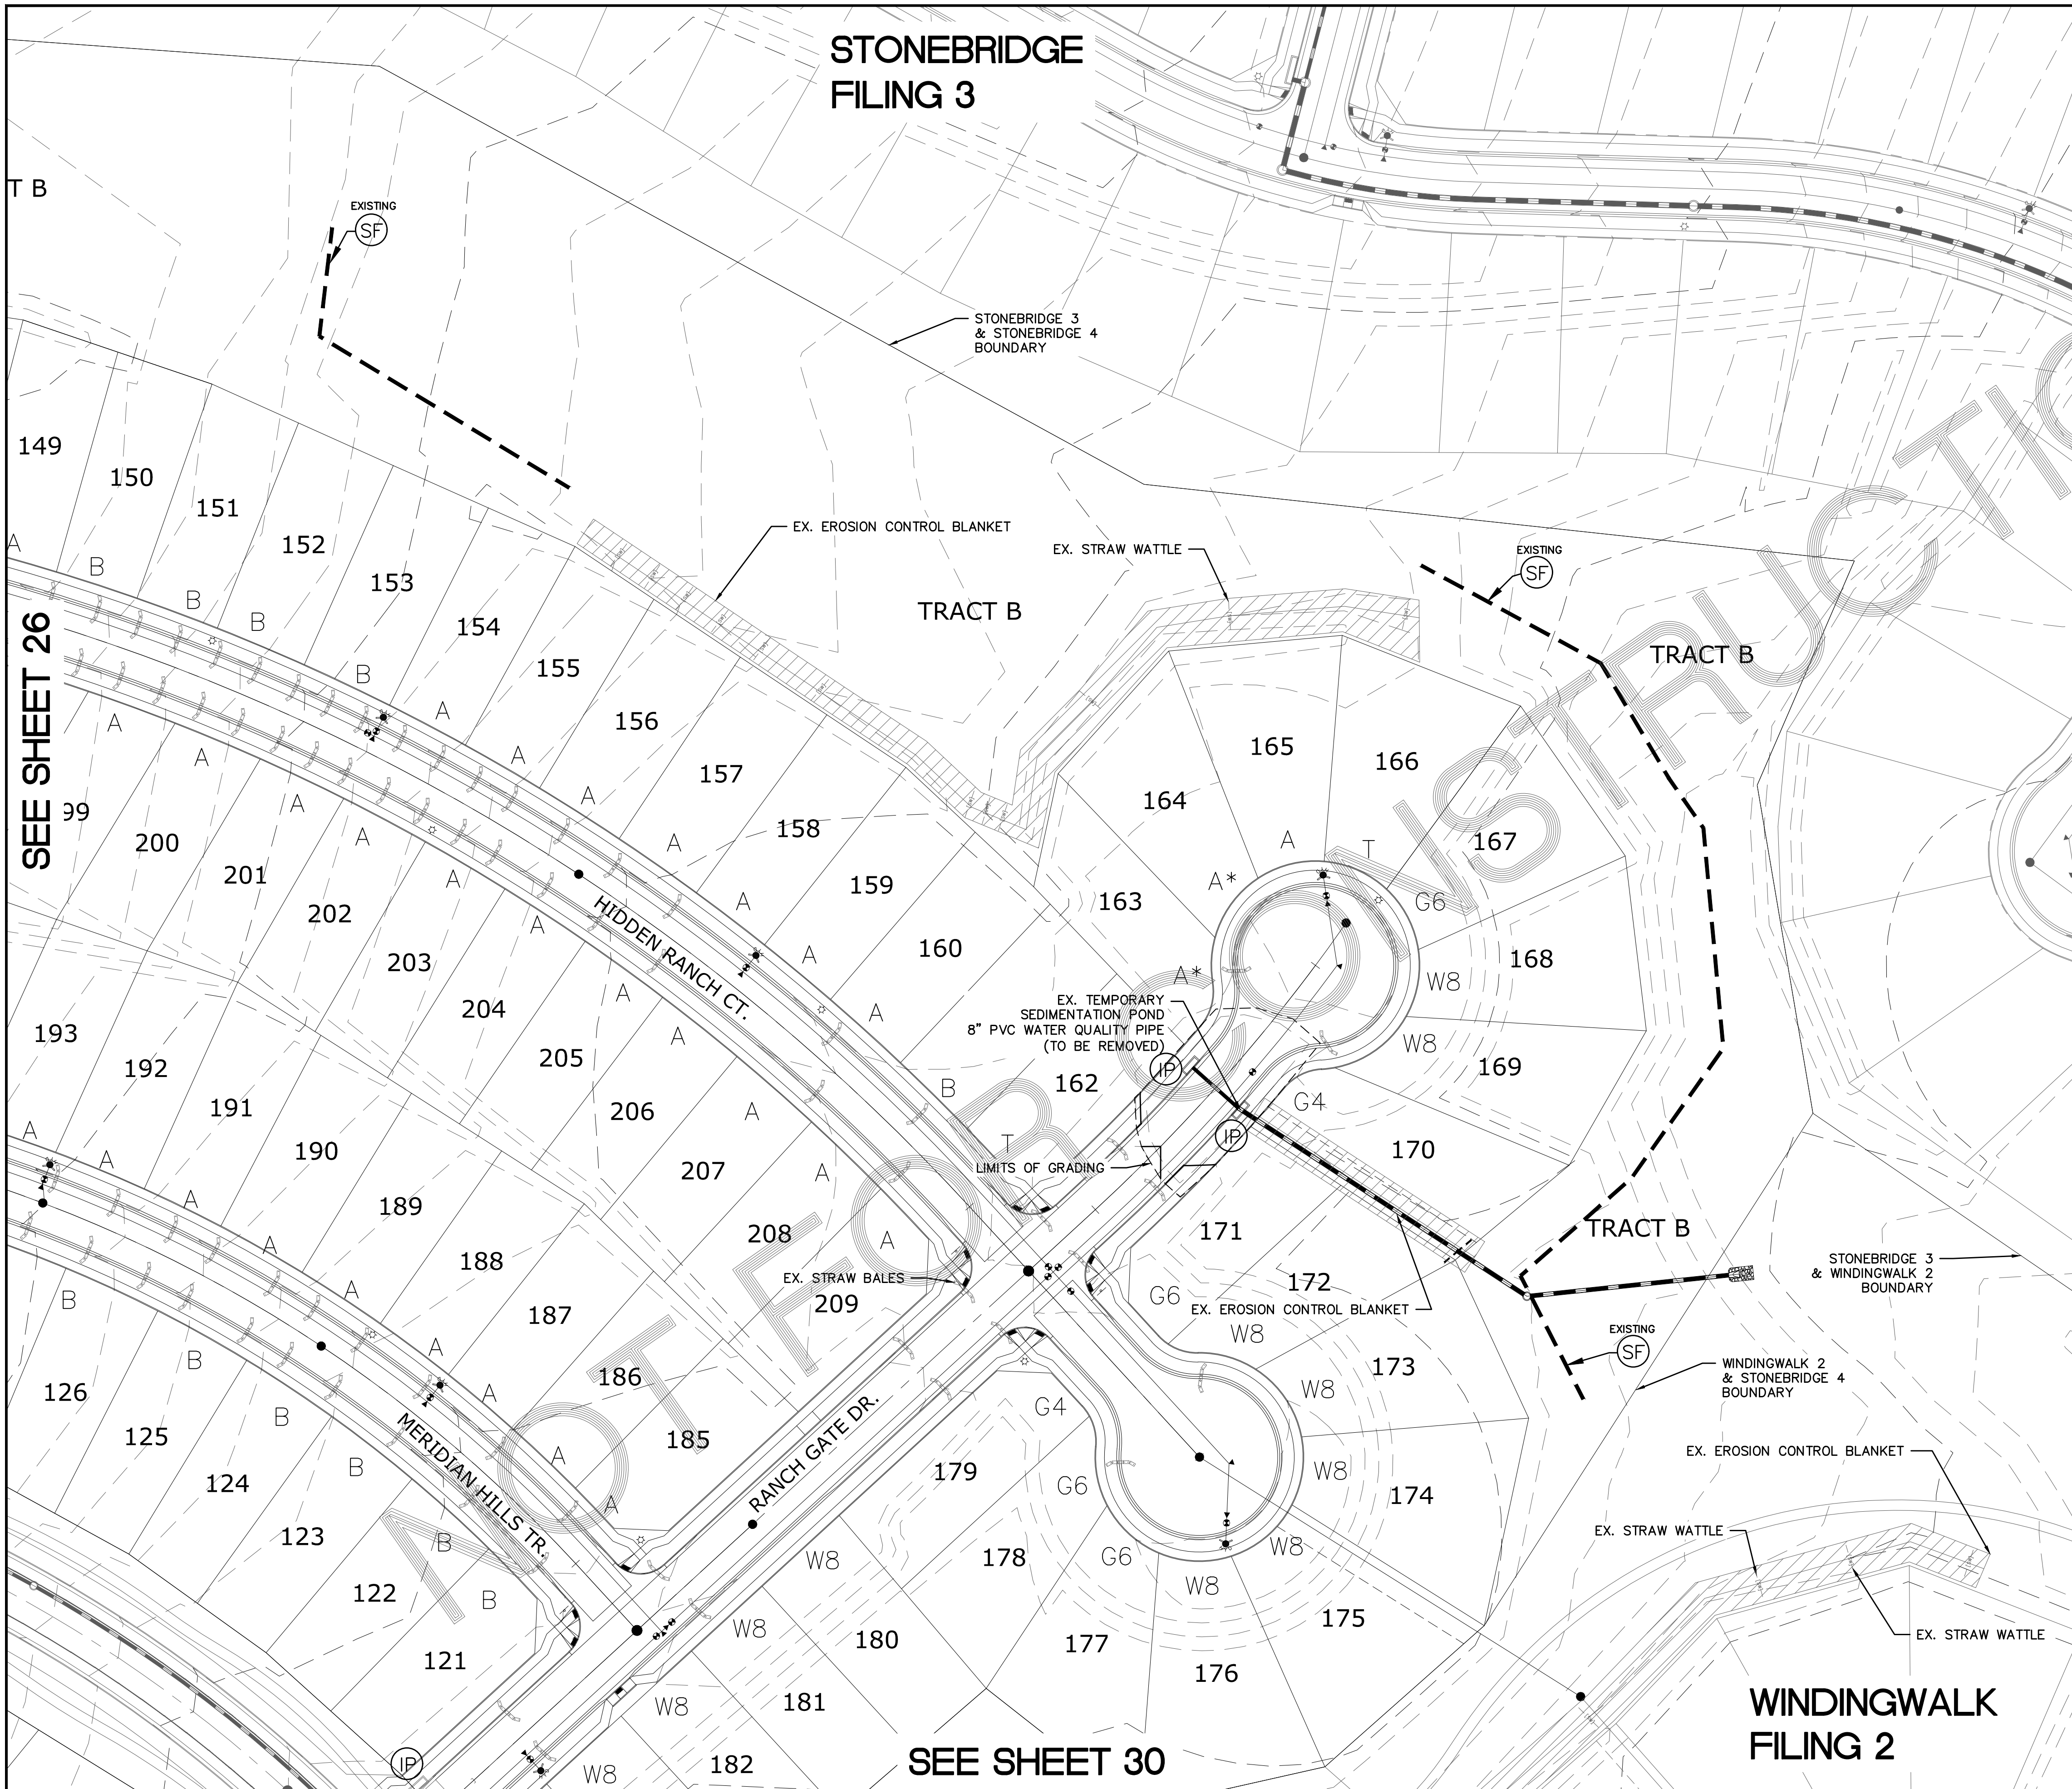 STONEBRIDGE
FILING 3
T B
EXISTING
SF
STONEBRIDGE 3
& STONEBRIDGE 4
BOUNDARY
149
150
151
152
153
154
155
156
157
158
159
160
162
163
164
165
166
167
168
169
170
171
172
173
174
175
176
177
178
179
180
181
182
EX. EROSION CONTROL BLANKET
EX. STRAW WATTLE
TRACT B
EXISTING
SF
TRACT B
SEE SHEET 26
A
B
B
B
B
A
A
A
A
A
A
A
B
T
A
A
A
A
A
A
A
A
A
A
A
A
99
200
201
202
203
204
205
206
207
208
209
HIDDEN RANCH CT.
A
T
A*
A*
G6
W8
W8
G4
EX. TEMPORARY
SEDIMENTATION POND
8" PVC WATER QUALITY PIPE
(TO BE REMOVED)
IP
IP
LIMITS OF GRADING
193
192
191
190
189
188
187
186
185
A
A
A
A
A
A
A
A
A
EX. STRAW BALES
EX. EROSION CONTROL BLANKET
TRACT B
STONEBRIDGE 3
& WINDINGWALK 2
BOUNDARY
EXISTING
SF
WINDINGWALK 2
& STONEBRIDGE 4
BOUNDARY
G6
W8
W8
W8
W8
W8
G6
G6
G4
126
125
124
123
122
121
B
B
B
B
B
B
MERIDIAN HILLS TR.
RANCH GATE DR.
W8
W8
W8
W8
IP
EX. EROSION CONTROL BLANKET
EX. STRAW WATTLE
EX. STRAW WATTLE
WINDINGWALK
FILING 2
SEE SHEET 30
NOT FOR CONSTRUCTIO